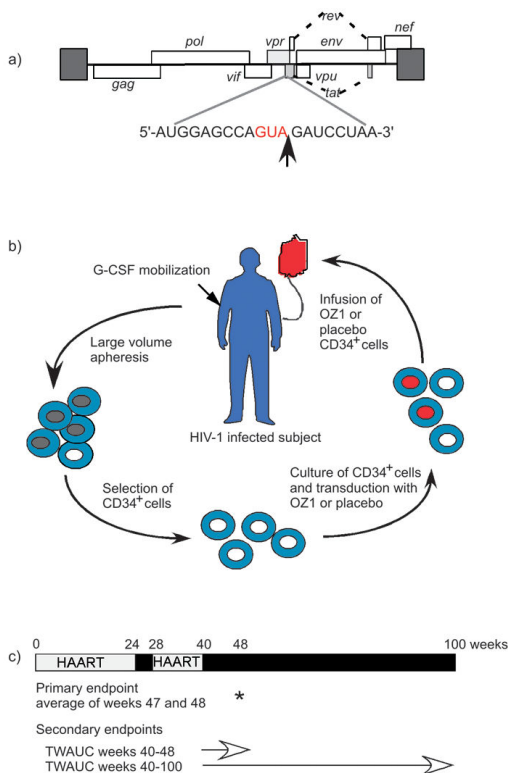 a)
rev
nef
pol
vpr
env
gag
vif
vpu
tat
5'-AUGGAGCCAGUAGAUCCUAA-3'
b)
G-CSF mobilization
Large volume
apheresis
HIV-1 infected subject
Infusion of
OZ1 or
placebo
CD34+ cells
Selection of
CD34+ cells
Culture of CD34+ cells
and transduction with
OZ1 or placebo
c)
0 24 28 40 48 100 weeks
HAART HAART
Primary endpoint
average of weeks 47 and 48 *
Secondary endpoints
TWAUC weeks 40-48
TWAUC weeks 40-100